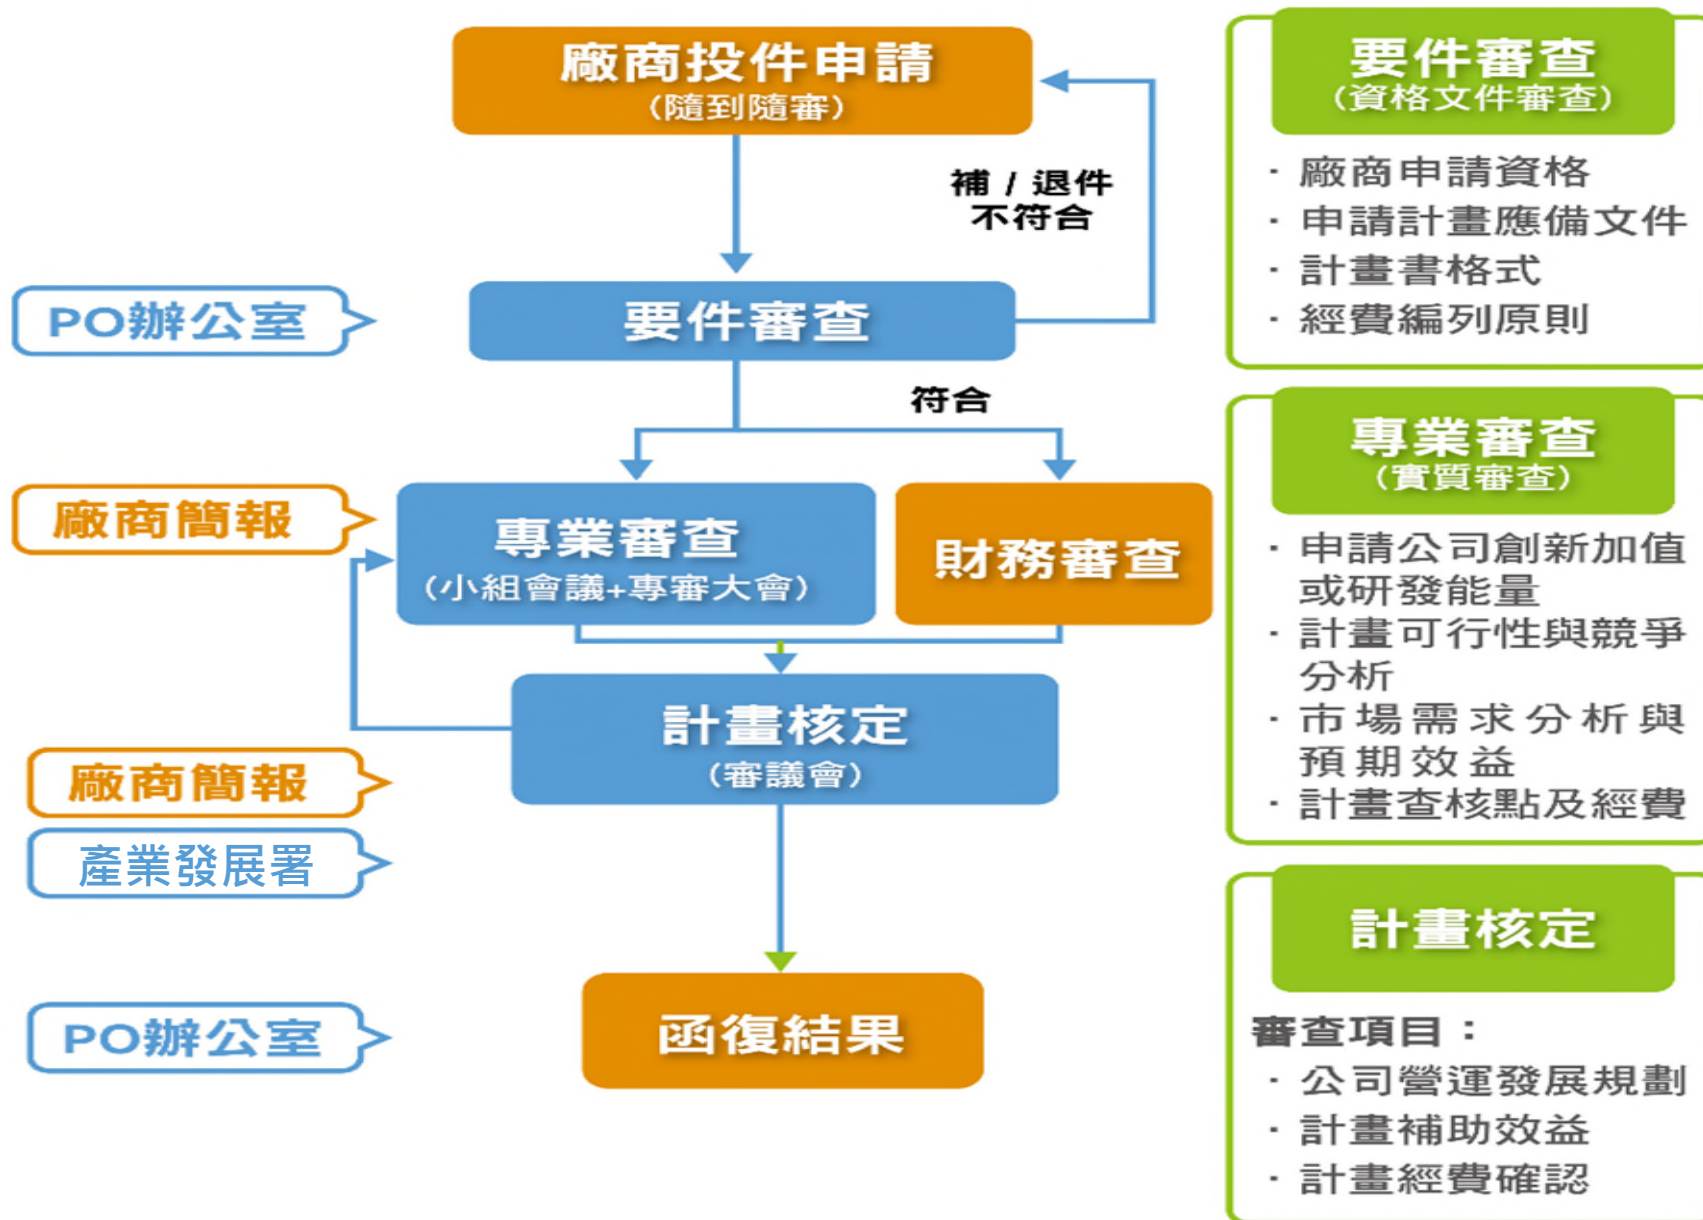 廠商投件申請
(隨到隨審)
補 / 退件
不符合
PO辦公室
要件審查
符合
廠商簡報
專業審查
(小組會議+專審大會)
財務審查
計畫核定
(審議會)
廠商簡報
產業發展署
PO辦公室
函復結果
要件審查
(資格文件審查)
· 廠商申請資格
· 申請計畫應備文件
· 計畫書格式
· 經費編列原則
專業審查
(實質審查)
· 申請公司創新加值
或研發能量
· 計畫可行性與競爭
分析
· 市場需求分析與
預期效益
· 計畫查核點及經費
計畫核定
審查項目：
· 公司營運發展規劃
· 計畫補助效益
· 計畫經費確認